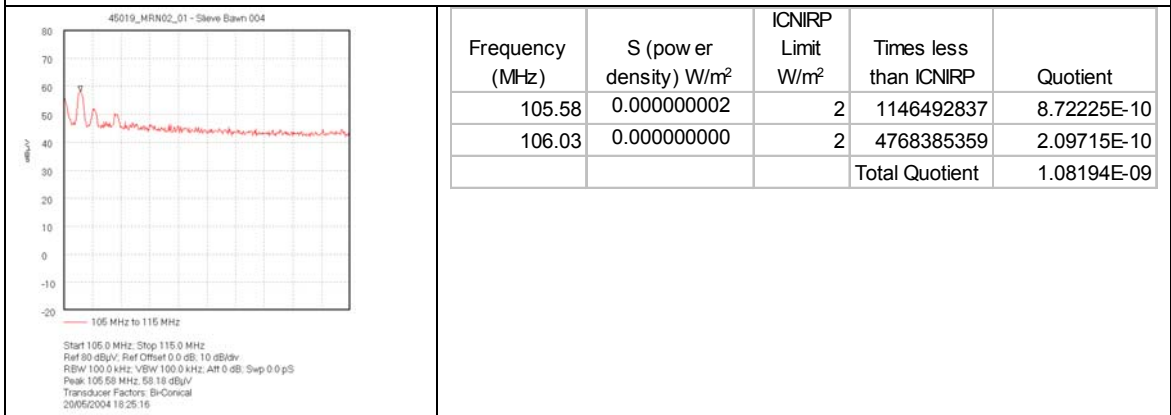 45019_MRN02_01 - Slieve Bawn 004
80
70
60
50
40
30
20
10
0
-10
-20
dBµV
105 MHz to 115 MHz
Start 105.0 MHz; Stop 115.0 MHz
Ref 80 dBµV; Ref Offset 0.0 dB; 10 dB/div
RBW 100.0 kHz; VBW 100.0 kHz; Att 0 dB; Swp 0.0 pS
Peak 105.58 MHz, 58.18 dBµV
Transducer Factors: Bi-Conical
20/05/2004 18:25:16
Frequency (MHz) S (pow er density) W/m² ICNIRP Limit W/m² Times less than ICNIRP Quotient
105.58 0.000000002 2 1146492837 8.72225E-10
106.03 0.000000000 2 4768385359 2.09715E-10
Total Quotient 1.08194E-09